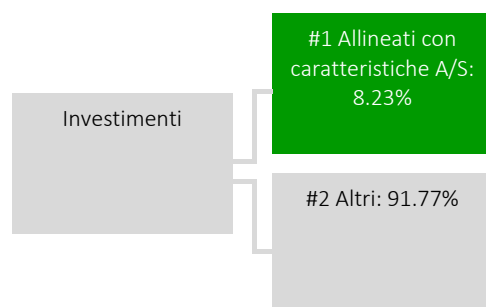 #1 Allineati con
caratteristiche A/S:
8.23%
Investimenti
#2 Altri: 91.77%